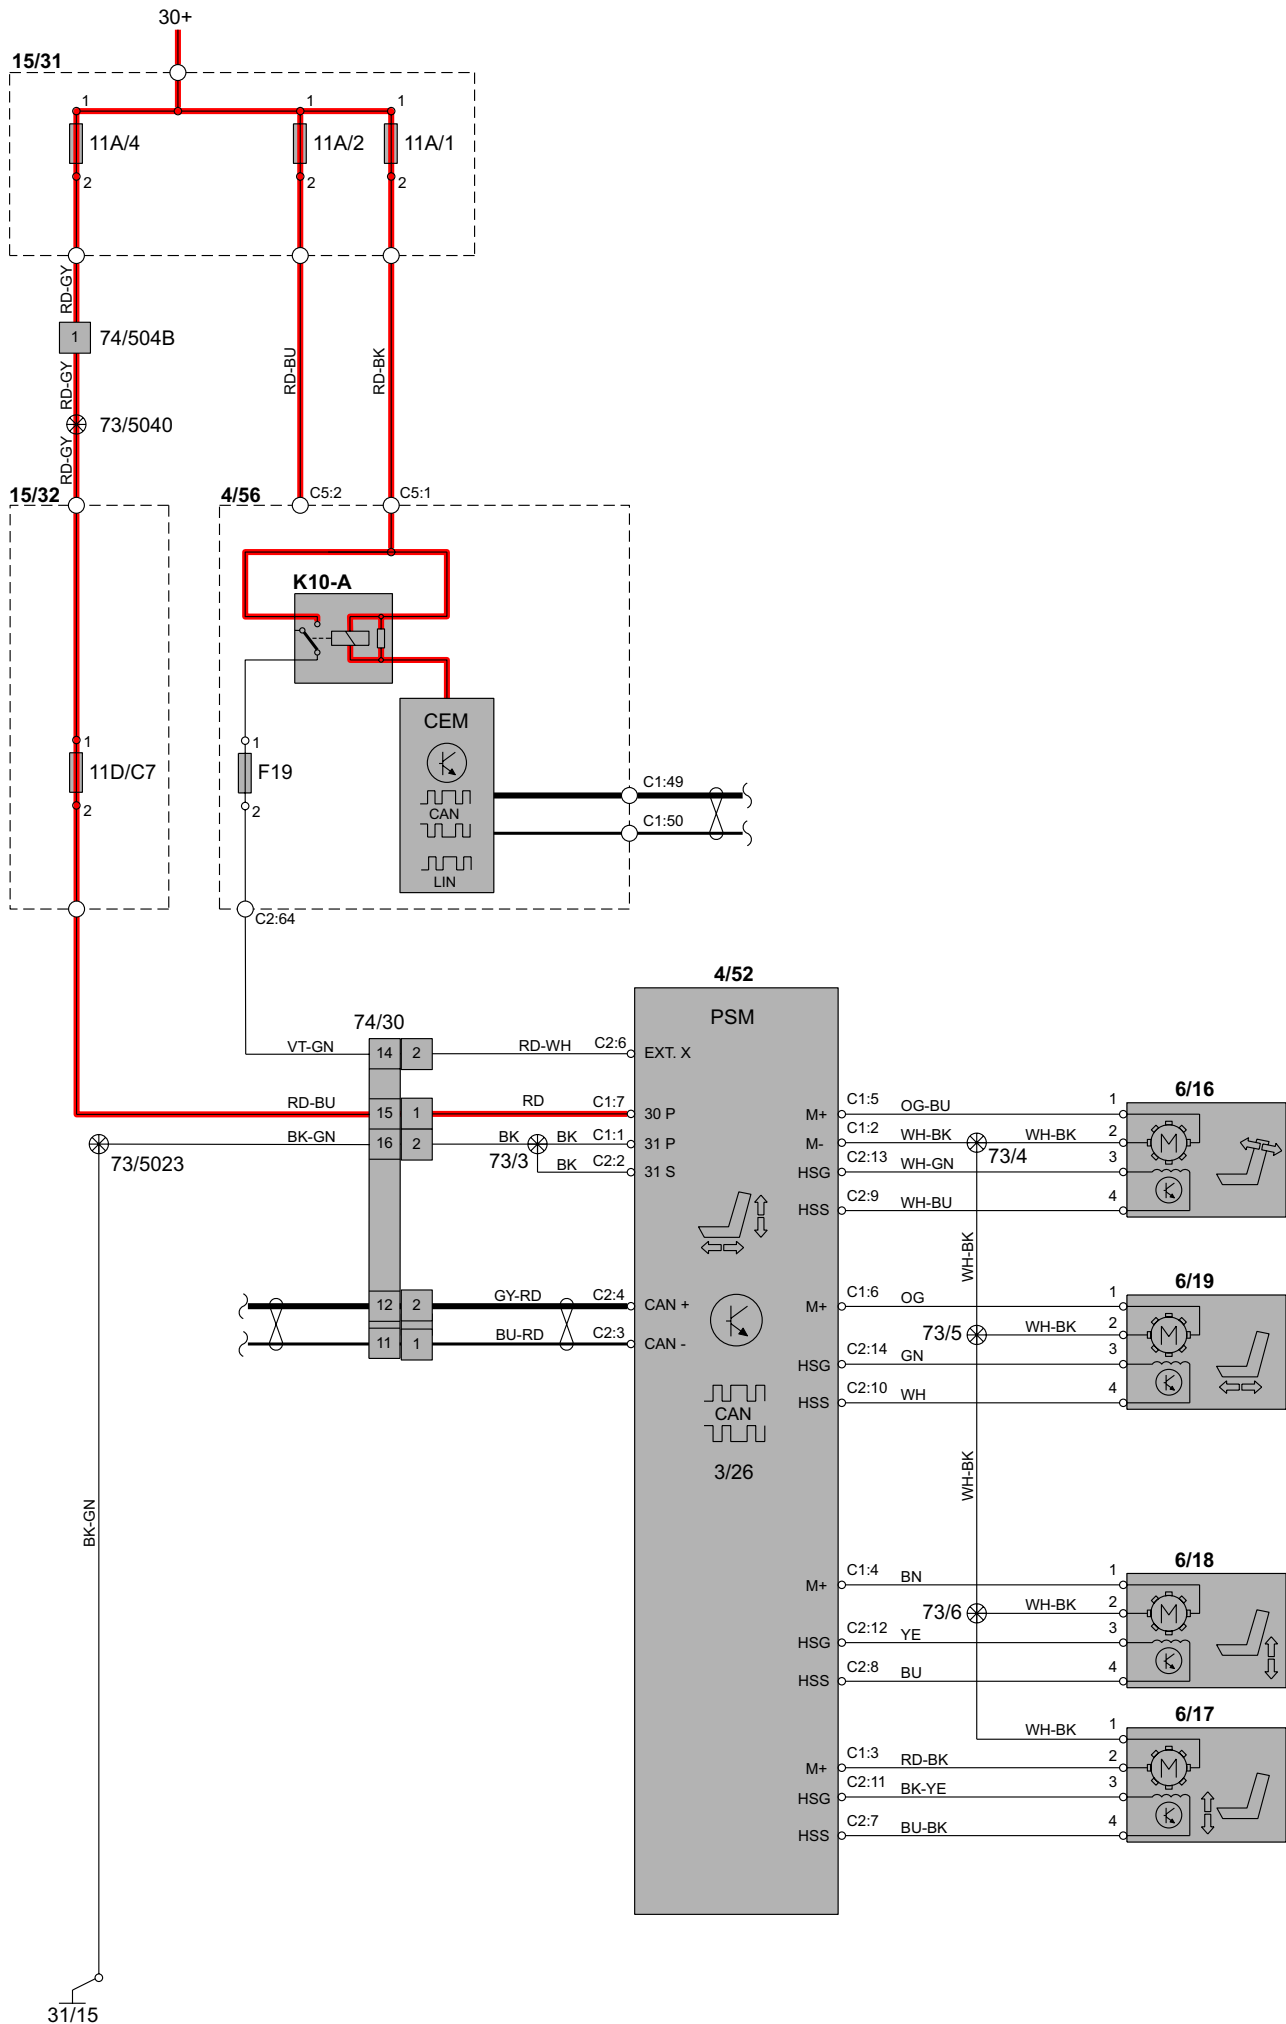 30+
15/31
1 1 1
11A/4 11A/2 11A/1
2 2 2
RD-GY
1 74/504B
RD-GY RD-BU RD-BK
73/5040
RD-GY
15/32 4/56 C5:2 C5:1
K10-A
CEM
1 1
11D/C7 F19
2 2
CAN
LIN
C1:49
C1:50
C2:64
4/52
PSM
74/30
VT-GN 14 2 RD-WH C2:6 EXT. X
RD-BU 15 1 RD C1:7 30 P
BK-GN 16 2 BK BK C1:1 31 P
73/5023 73/3 BK C2:2 31 S
12 2 GY-RD C2:4 CAN +
11 1 BU-RD C2:3 CAN -
CAN
3/26
BK-GN
31/15
6/16
M+ C1:5 OG-BU 1
M- C1:2 WH-BK WH-BK 2 M
73/4
HSG C2:13 WH-GN 3
HSS C2:9 WH-BU 4
WH-BK
6/19
M+ C1:6 OG 1
73/5 WH-BK 2 M
HSG C2:14 GN 3
HSS C2:10 WH 4
WH-BK
6/18
M+ C1:4 BN 1
73/6 WH-BK 2 M
HSG C2:12 YE 3
HSS C2:8 BU 4
6/17
WH-BK 1
M+ C1:3 RD-BK 2 M
HSG C2:11 BK-YE 3
HSS C2:7 BU-BK 4